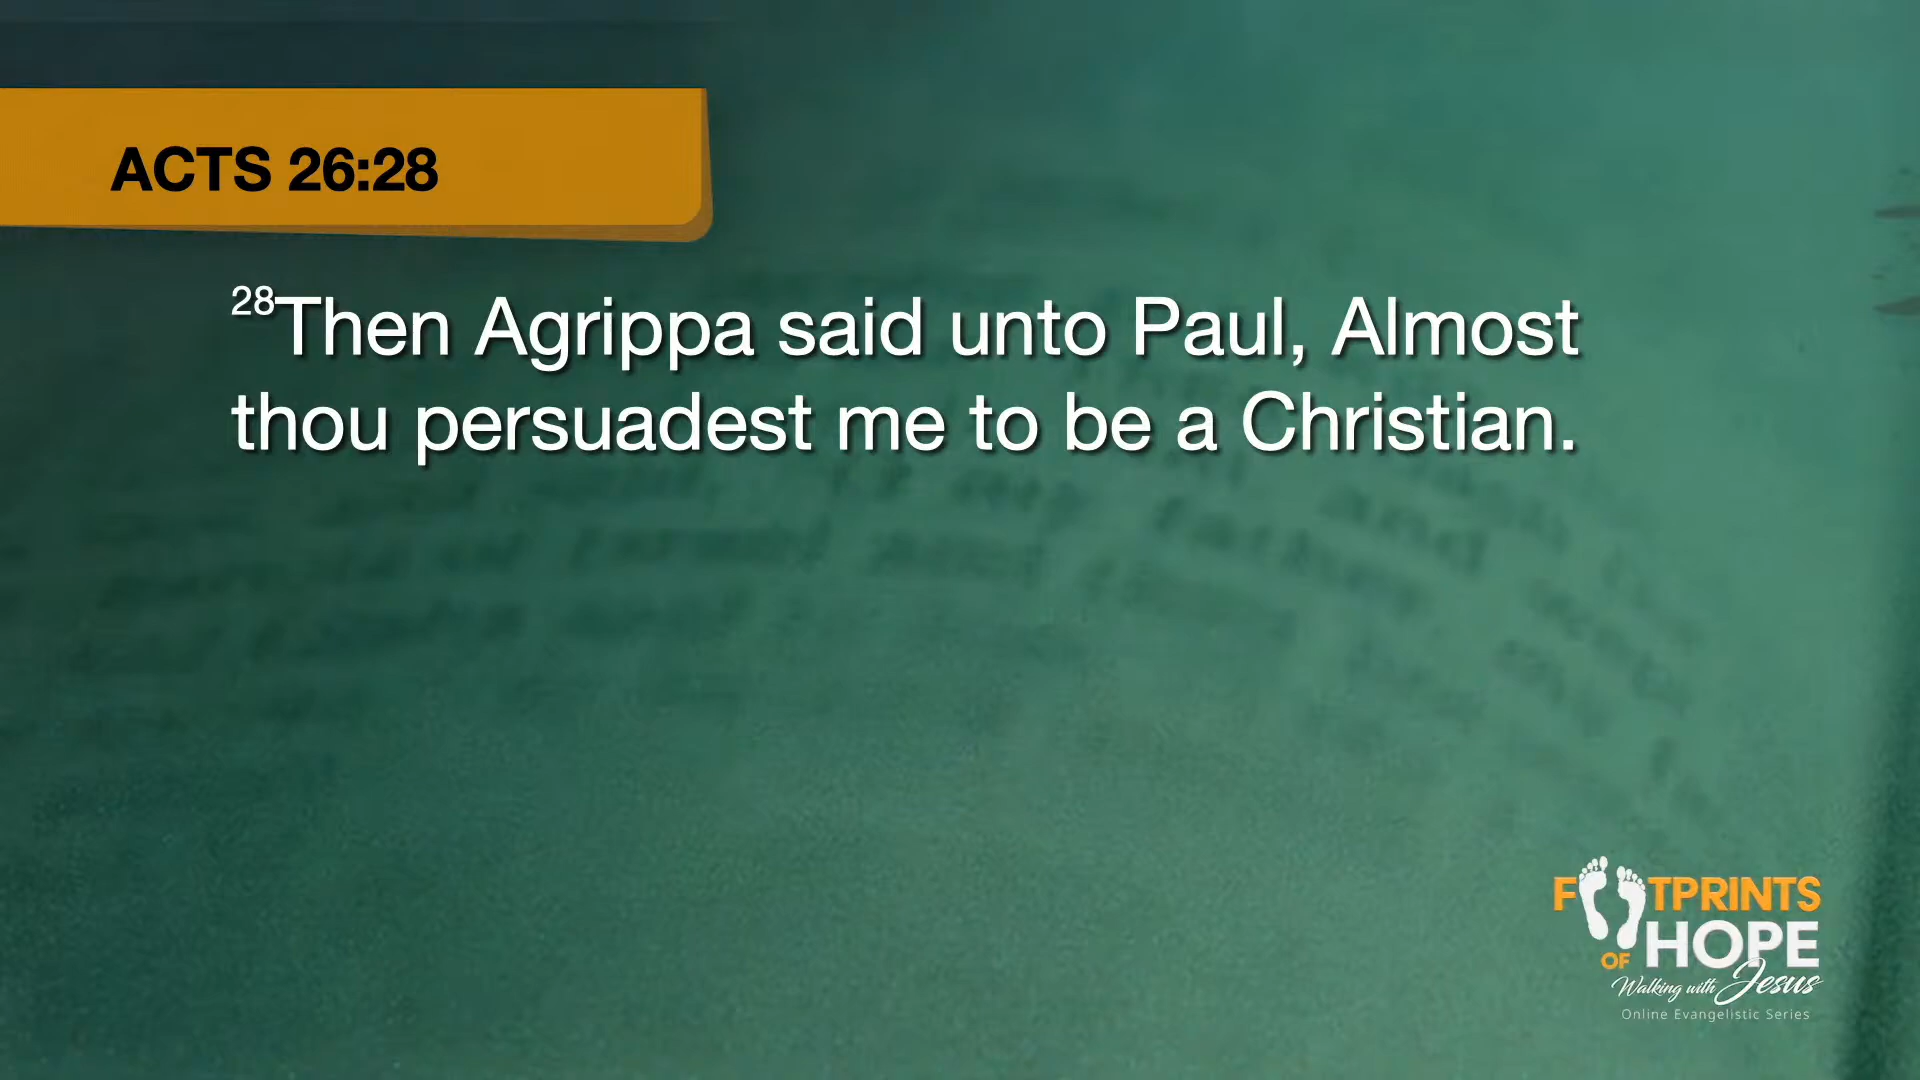 ACTS 26:28
28Then Agrippa said unto Paul, Almost
thou persuadest me to be a Christian.
FOOTPRINTS
OF HOPE
Walking with Jesus
Online Evangelistic Series